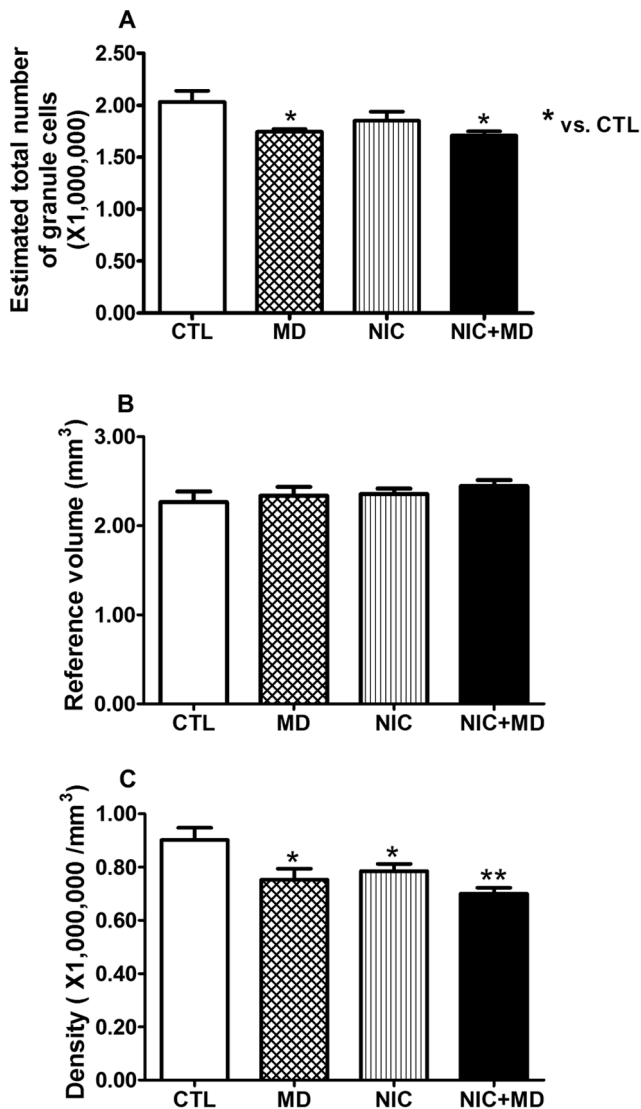 A
Estimated total number
of granule cells
(X1,000,000)
2.50
2.00
1.50
1.00
0.50
0.00
* *
* vs. CTL
CTL MD NIC NIC+MD
B
Reference volume (mm³)
3.00
2.00
1.00
0.00
CTL MD NIC NIC+MD
C
Density ( X1,000,000 /mm³)
1.00
0.80
0.60
0.40
0.20
0.00
* * **
CTL MD NIC NIC+MD